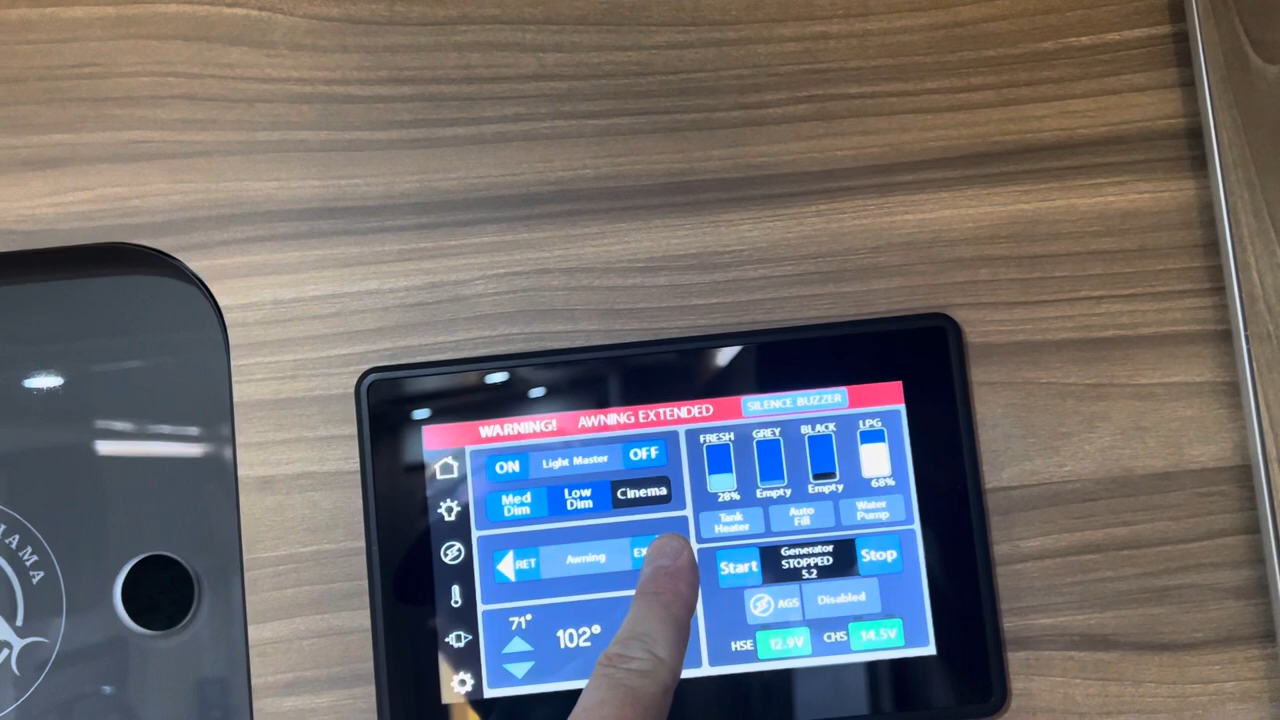 WARNING! AWNING EXTENDED SILENCE BUZZER
ON Light Master OFF
Med Dim Low Dim Cinema
RET Awning
71°
102°
FRESH GREY BLACK LPG
28% Empty Empty 68%
Tank Heater Auto Fill Water Pump
Start Generator STOPPED 5.2 Stop
AGS Disabled
HSE 12.9V CHS 14.5V